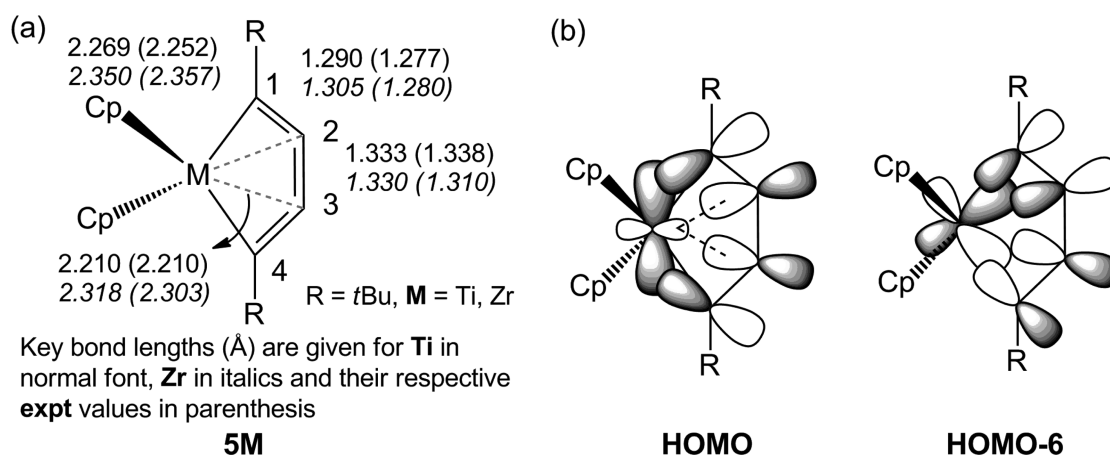 (a)
R
2.269 (2.252)
2.350 (2.357)
1.290 (1.277)
1.305 (1.280)
1
Cp
2
1.333 (1.338)
1.330 (1.310)
M
Cp
3
2.210 (2.210)
2.318 (2.303)
4
R = tBu, M = Ti, Zr
R
Key bond lengths (Å) are given for Ti in
normal font, Zr in italics and their respective
expt values in parenthesis
5M
(b)
R
Cp
Cp
R
HOMO
R
Cp
Cp
R
HOMO-6